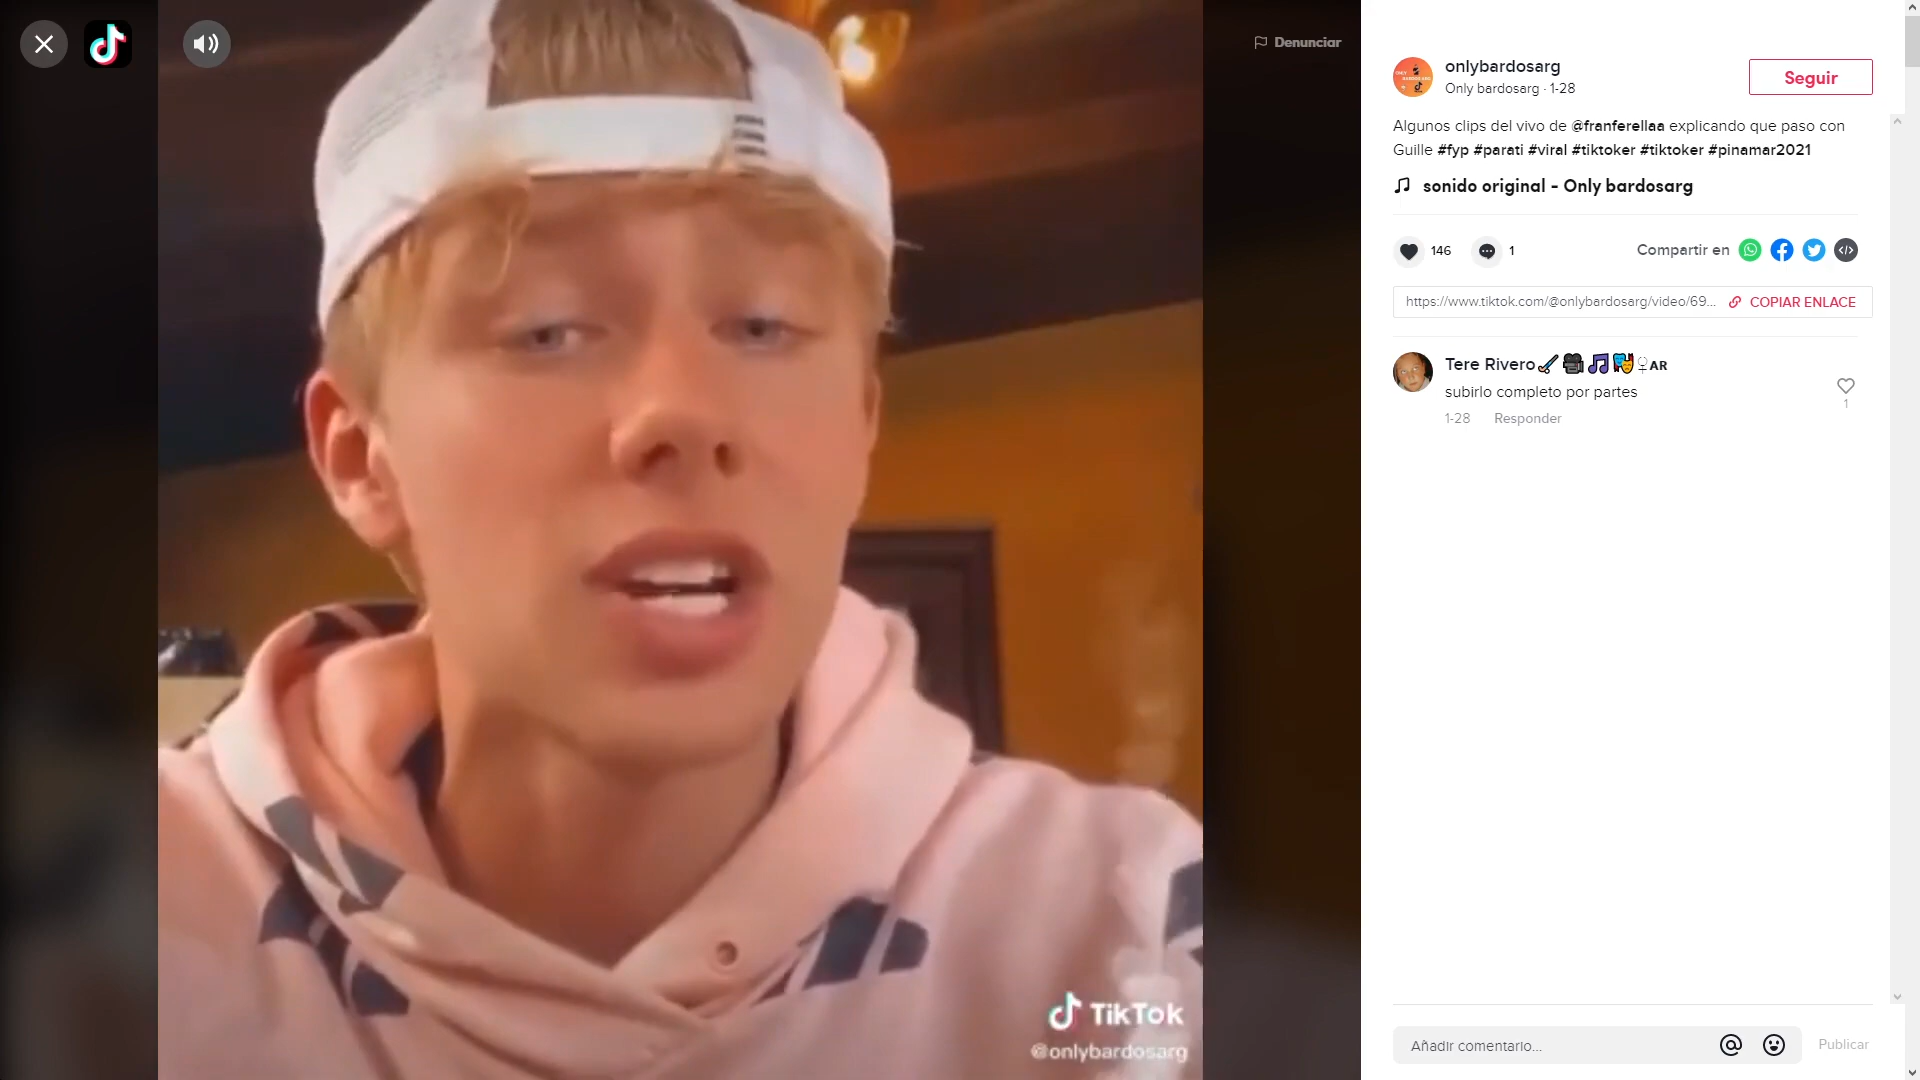 Denunciar
onlybardosarg
Only bardosarg · 1-28
Seguir
Algunos clips del vivo de @franferellaa explicando que paso con
Guille #fyp #parati #viral #tiktoker #tiktoker #pinamar2021
sonido original - Only bardosarg
146
1
Compartir en
https://www.tiktok.com/@onlybardosarg/video/69...
COPIAR ENLACE
Tere Rivero🗡️🎥🎵🎭♀️AR
subirlo completo por partes
1-28 Responder
1
TikTok
@onlybardosarg
Añadir comentario...
Publicar